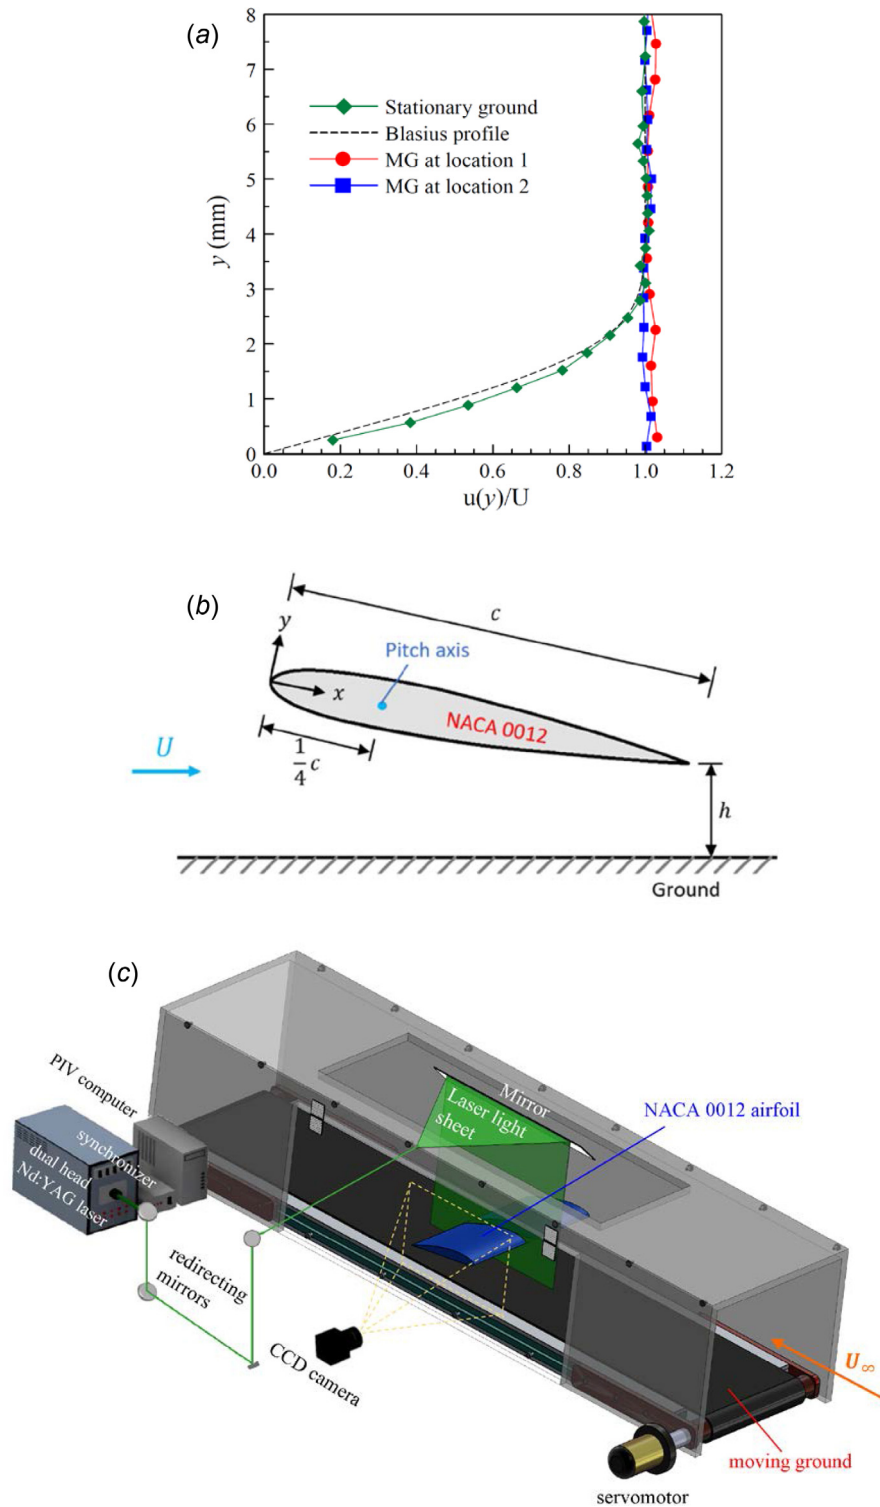 (a)
8
7
6
5
4
3
2
1
0
y (mm)
Stationary ground
Blasius profile
MG at location 1
MG at location 2
0.0 0.2 0.4 0.6 0.8 1.0 1.2
u(y)/U
(b)
c
y
Pitch axis
x
NACA 0012
1/4 c
U
h
Ground
(c)
PIV computer
synchronizer
dual head
Nd:YAG laser
Mirror
Laser light
sheet
NACA 0012 airfoil
redirecting
mirrors
CCD camera
U∞
moving ground
servomotor